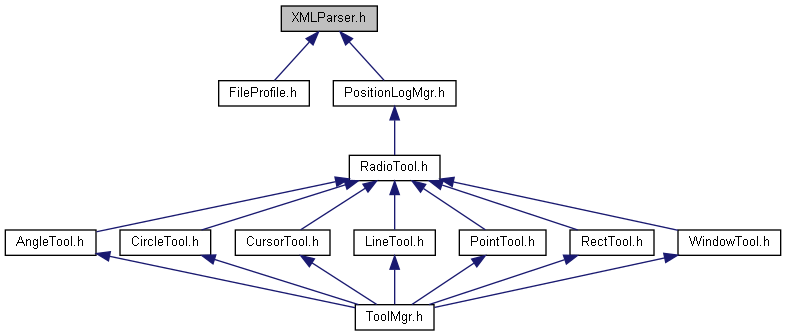 XMLParser.h
FileProfile.h
PositionLogMgr.h
RadioTool.h
AngleTool.h
CircleTool.h
CursorTool.h
LineTool.h
PointTool.h
RectTool.h
WindowTool.h
ToolMgr.h